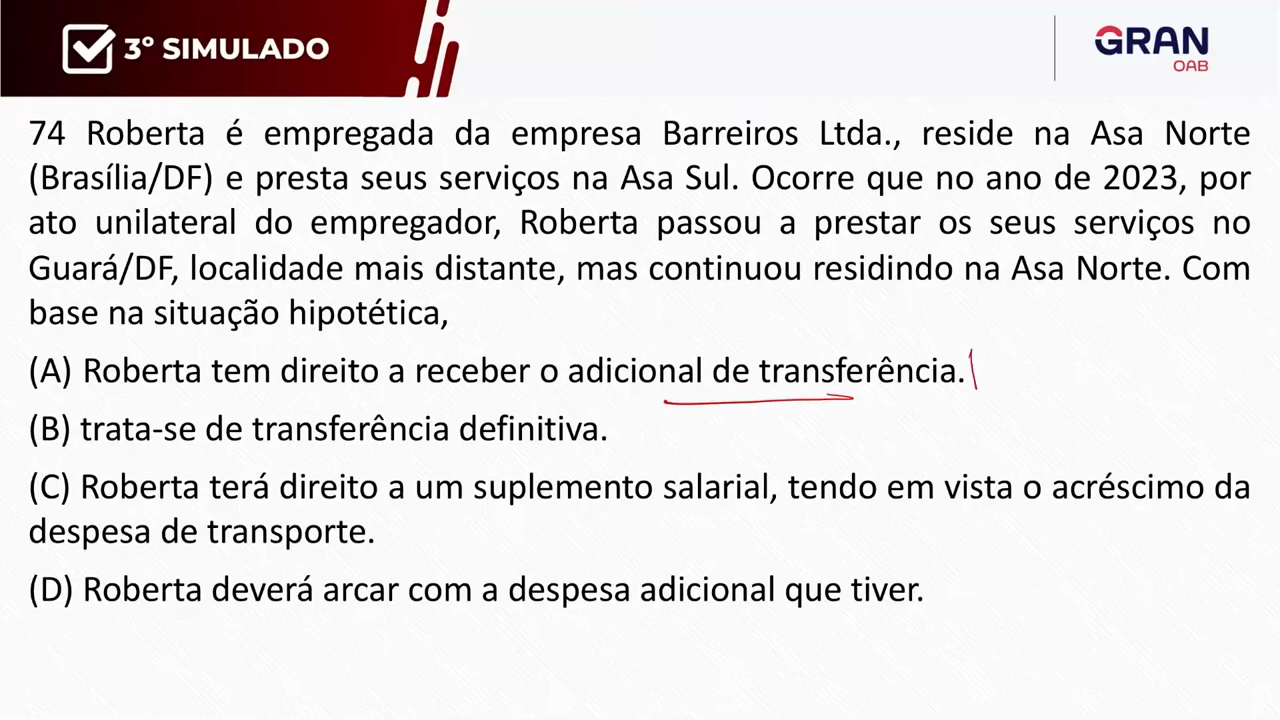 3º SIMULADO
GRAN
OAB
74 Roberta é empregada da empresa Barreiros Ltda., reside na Asa Norte
(Brasília/DF) e presta seus serviços na Asa Sul. Ocorre que no ano de 2023, por
ato unilateral do empregador, Roberta passou a prestar os seus serviços no
Guará/DF, localidade mais distante, mas continuou residindo na Asa Norte. Com
base na situação hipotética,
(A) Roberta tem direito a receber o adicional de transferência.
(B) trata-se de transferência definitiva.
(C) Roberta terá direito a um suplemento salarial, tendo em vista o acréscimo da
despesa de transporte.
(D) Roberta deverá arcar com a despesa adicional que tiver.